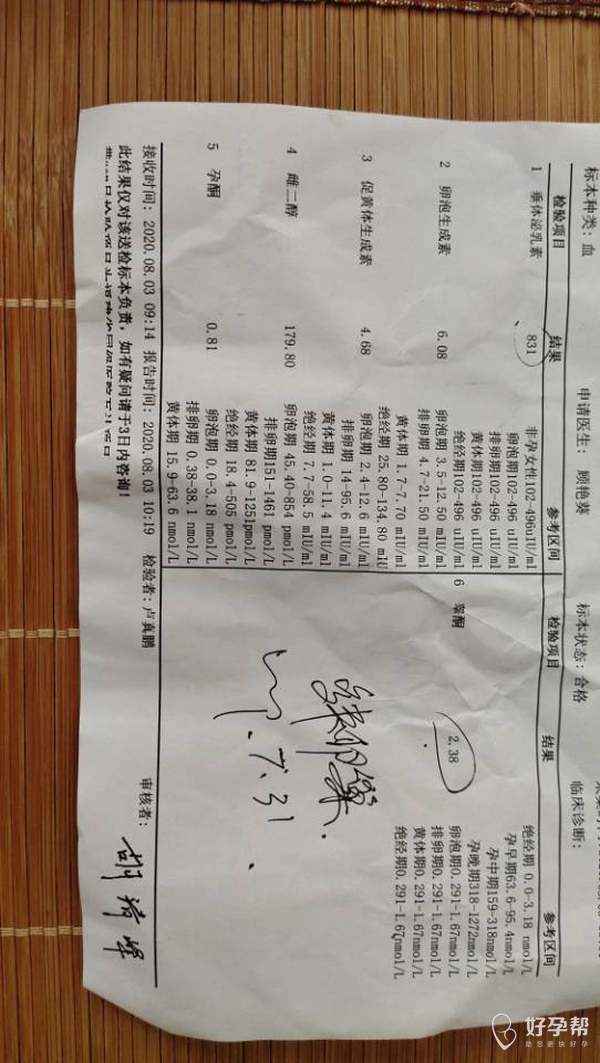 标本种类：血 申请医生： 顾艳葵 标本状态：合格 临床诊断：
检验项目 结果 参考区间 检验项目 结果 参考区间
1 垂体泌乳素 831 非孕女性102-496uIU/ml
卵泡期102-496 uIU/ml
排卵期102-496 uIU/ml
黄体期102-496 uIU/ml
绝经期102-496 uIU/ml
2 卵泡生成素 6.08 卵泡期 3.5-12.50 mIU/ml
排卵期 4.7-21.50 mIU/ml
黄体期 1.7-7.70 mIU/ml
绝经期 25.80-134.80 mIU
3 促黄体生成素 4.68 卵泡期 2.4-12.6 mIU/ml
排卵期 14-95.6 mIU/ml
黄体期 1.0-11.4 mIU/ml
绝经期 7.7-58.5 mIU/ml
4 雌二醇 179.80 卵泡期 45.40-854 pmol/L
排卵期151-1461 pmol/L
黄体期 81.9-1251pmol/L
绝经期 18.4-505 pmol/L
5 孕酮 0.81 卵泡期 0.0-3.18 nmol/L
排卵期 0.38-38.1 nmol/L
黄体期 15.9-63.6 nmol/L
绝经期 0.0-3.18 nmol/L
孕早期63.6-95.4nmol/L
孕中期159-318nmol/L
孕晚期318-1272nmol/L
6 睾酮 2.38 卵泡期0.291-1.67nmol/L
排卵期0.291-1.67nmol/L
黄体期0.291-1.67nmol/L
绝经期0.291-1.67nmol/L
7.31
接收时间：2020.08.03 09:14 报告时间：2020.08.03 10:19 检验者：卢真鹏 审核者：
此结果仅对该送检标本负责，如有疑问请于3日内咨询！
好孕帮
助您更快好孕